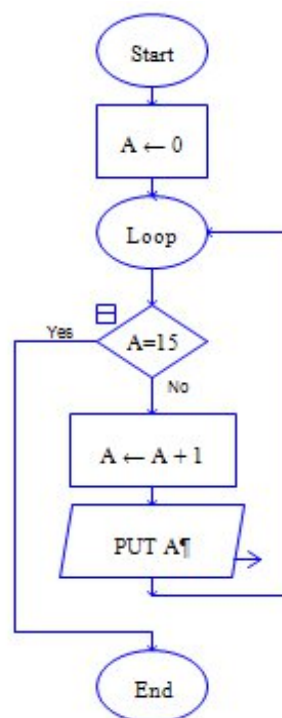 Start
A ← 0
Loop
Yes
A=15
No
A ← A + 1
PUT A¶
End